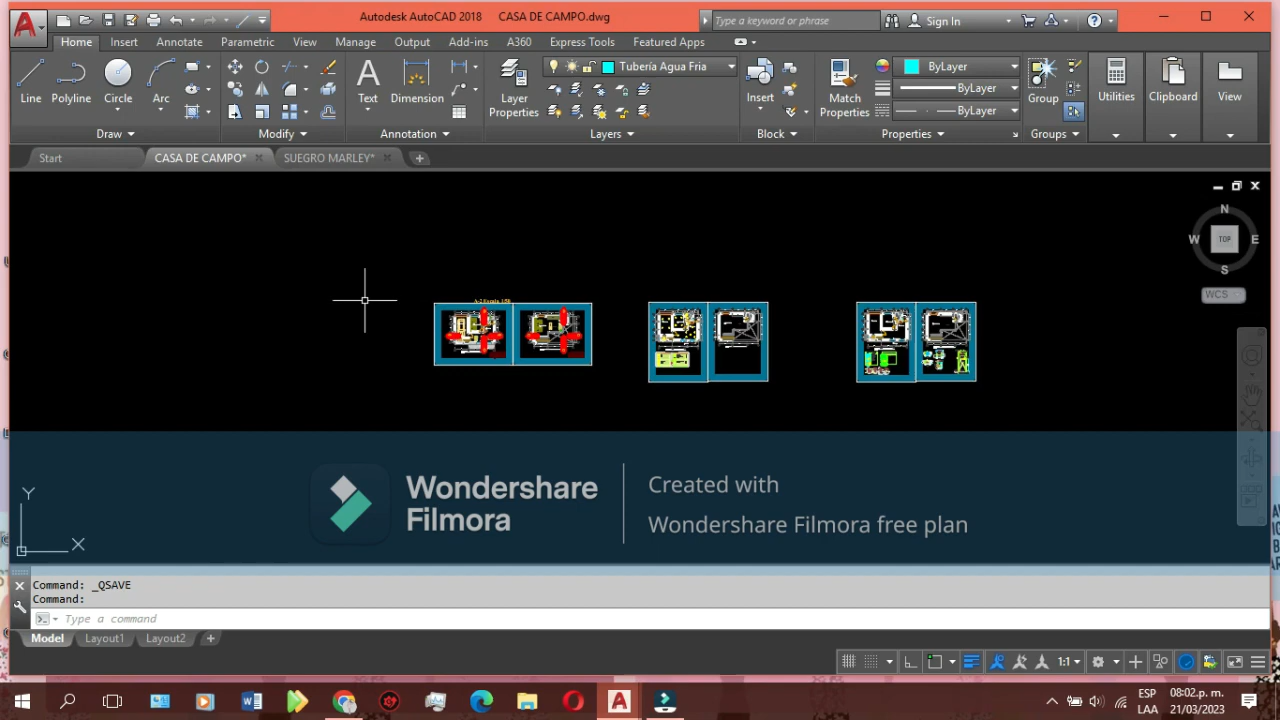 Autodesk AutoCAD 2018 CASA DE CAMPO.dwg
Type a keyword or phrase
Sign In
Home Insert Annotate Parametric View Manage Output Add-ins A360 Express Tools Featured Apps
Tubería Agua Fria
ByLayer
ByLayer
ByLayer
Line Polyline Circle Arc
Text Dimension
Layer
Properties
Insert
Match
Properties
Group
Utilities Clipboard View
Draw Modify Annotation Layers Block Properties Groups
Start CASA DE CAMPO* SUEGRO MARLEY*
N
W TOP E
S
WCS
Wondershare
Filmora
Created with
Wondershare Filmora free plan
Y
X
Command: _QSAVE
Command:
Type a command
Model Layout1 Layout2
1:1
ESP 08:02 p. m.
LAA 21/03/2023